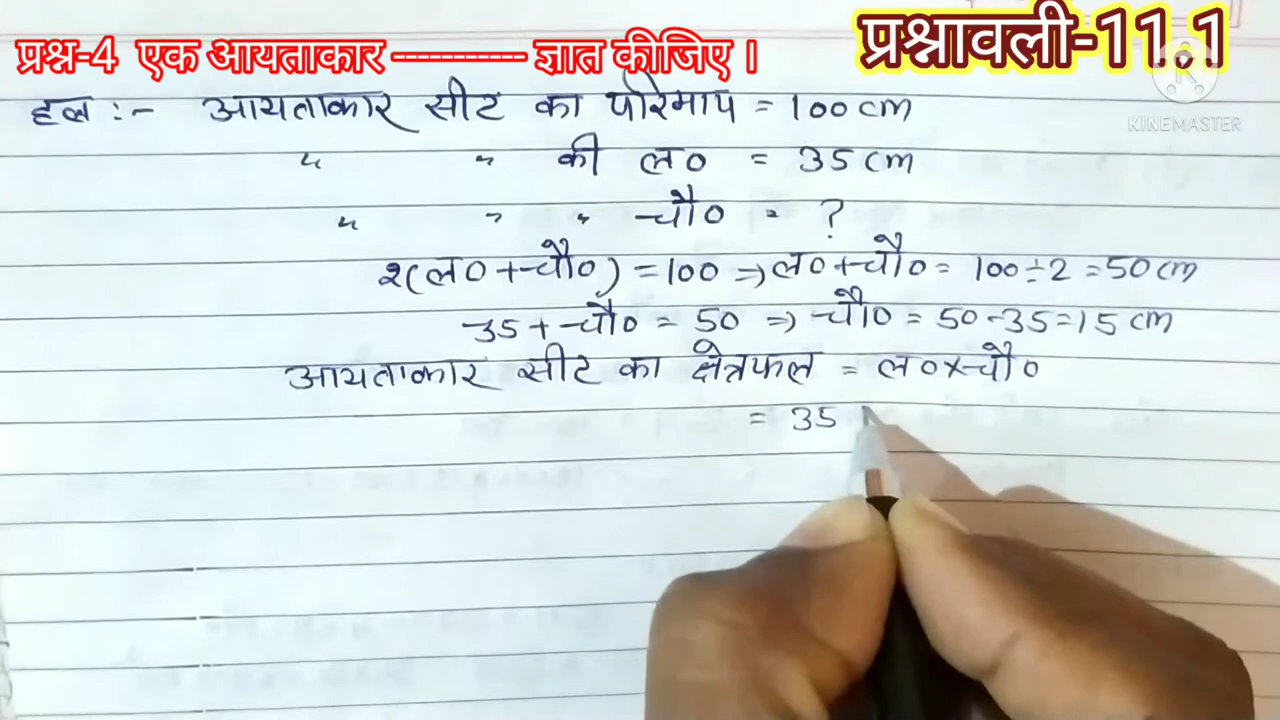 प्रश्न-4 एक आयताकार ----------- ज्ञात कीजिए ।
प्रश्नावली-11.1
KINEMASTER
हल :- आयताकार सीट का परिमाप = 100 cm
" " की ल० = 35 cm
" " " चौ० = ?
2(ल० + चौ०) = 100 => ल० + चौ० = 100 ÷ 2 = 50 cm
35 + चौ० = 50 => चौ० = 50 - 35 = 15 cm
आयताकार सीट का क्षेत्रफल = ल० x चौ०
= 35